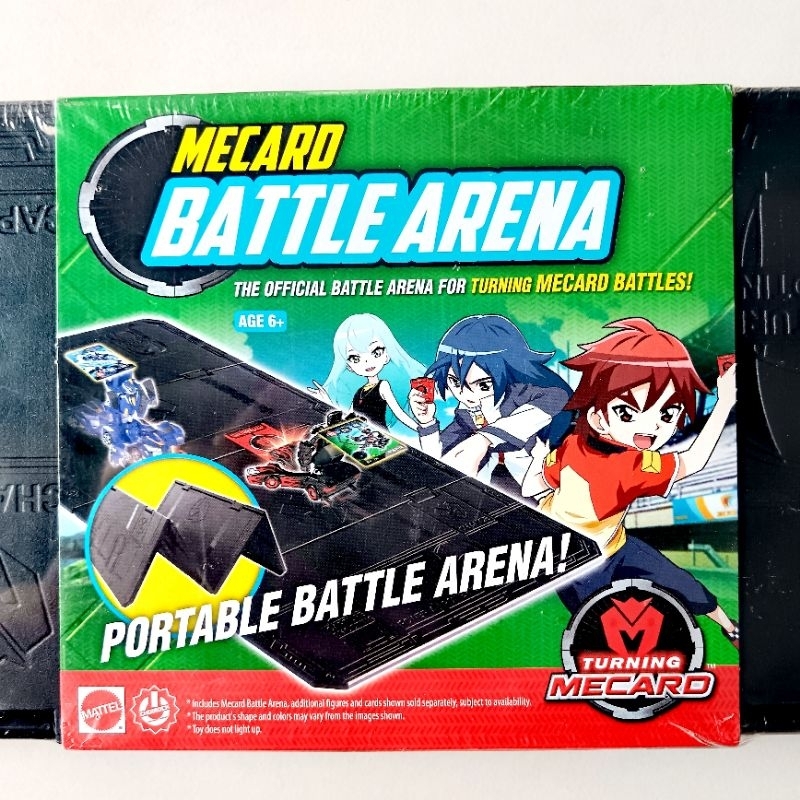 MECARD
BATTLE ARENA
THE OFFICIAL BATTLE ARENA FOR TURNING MECARD BATTLES!
AGE 6+
PORTABLE BATTLE ARENA!
TURNING
MECARD
TM
MATTEL
* Includes Mecard Battle Arena, additional figures and cards shown sold separately, subject to availability.
* The product's shape and colors may vary from the images shown.
* Toy does not light up.